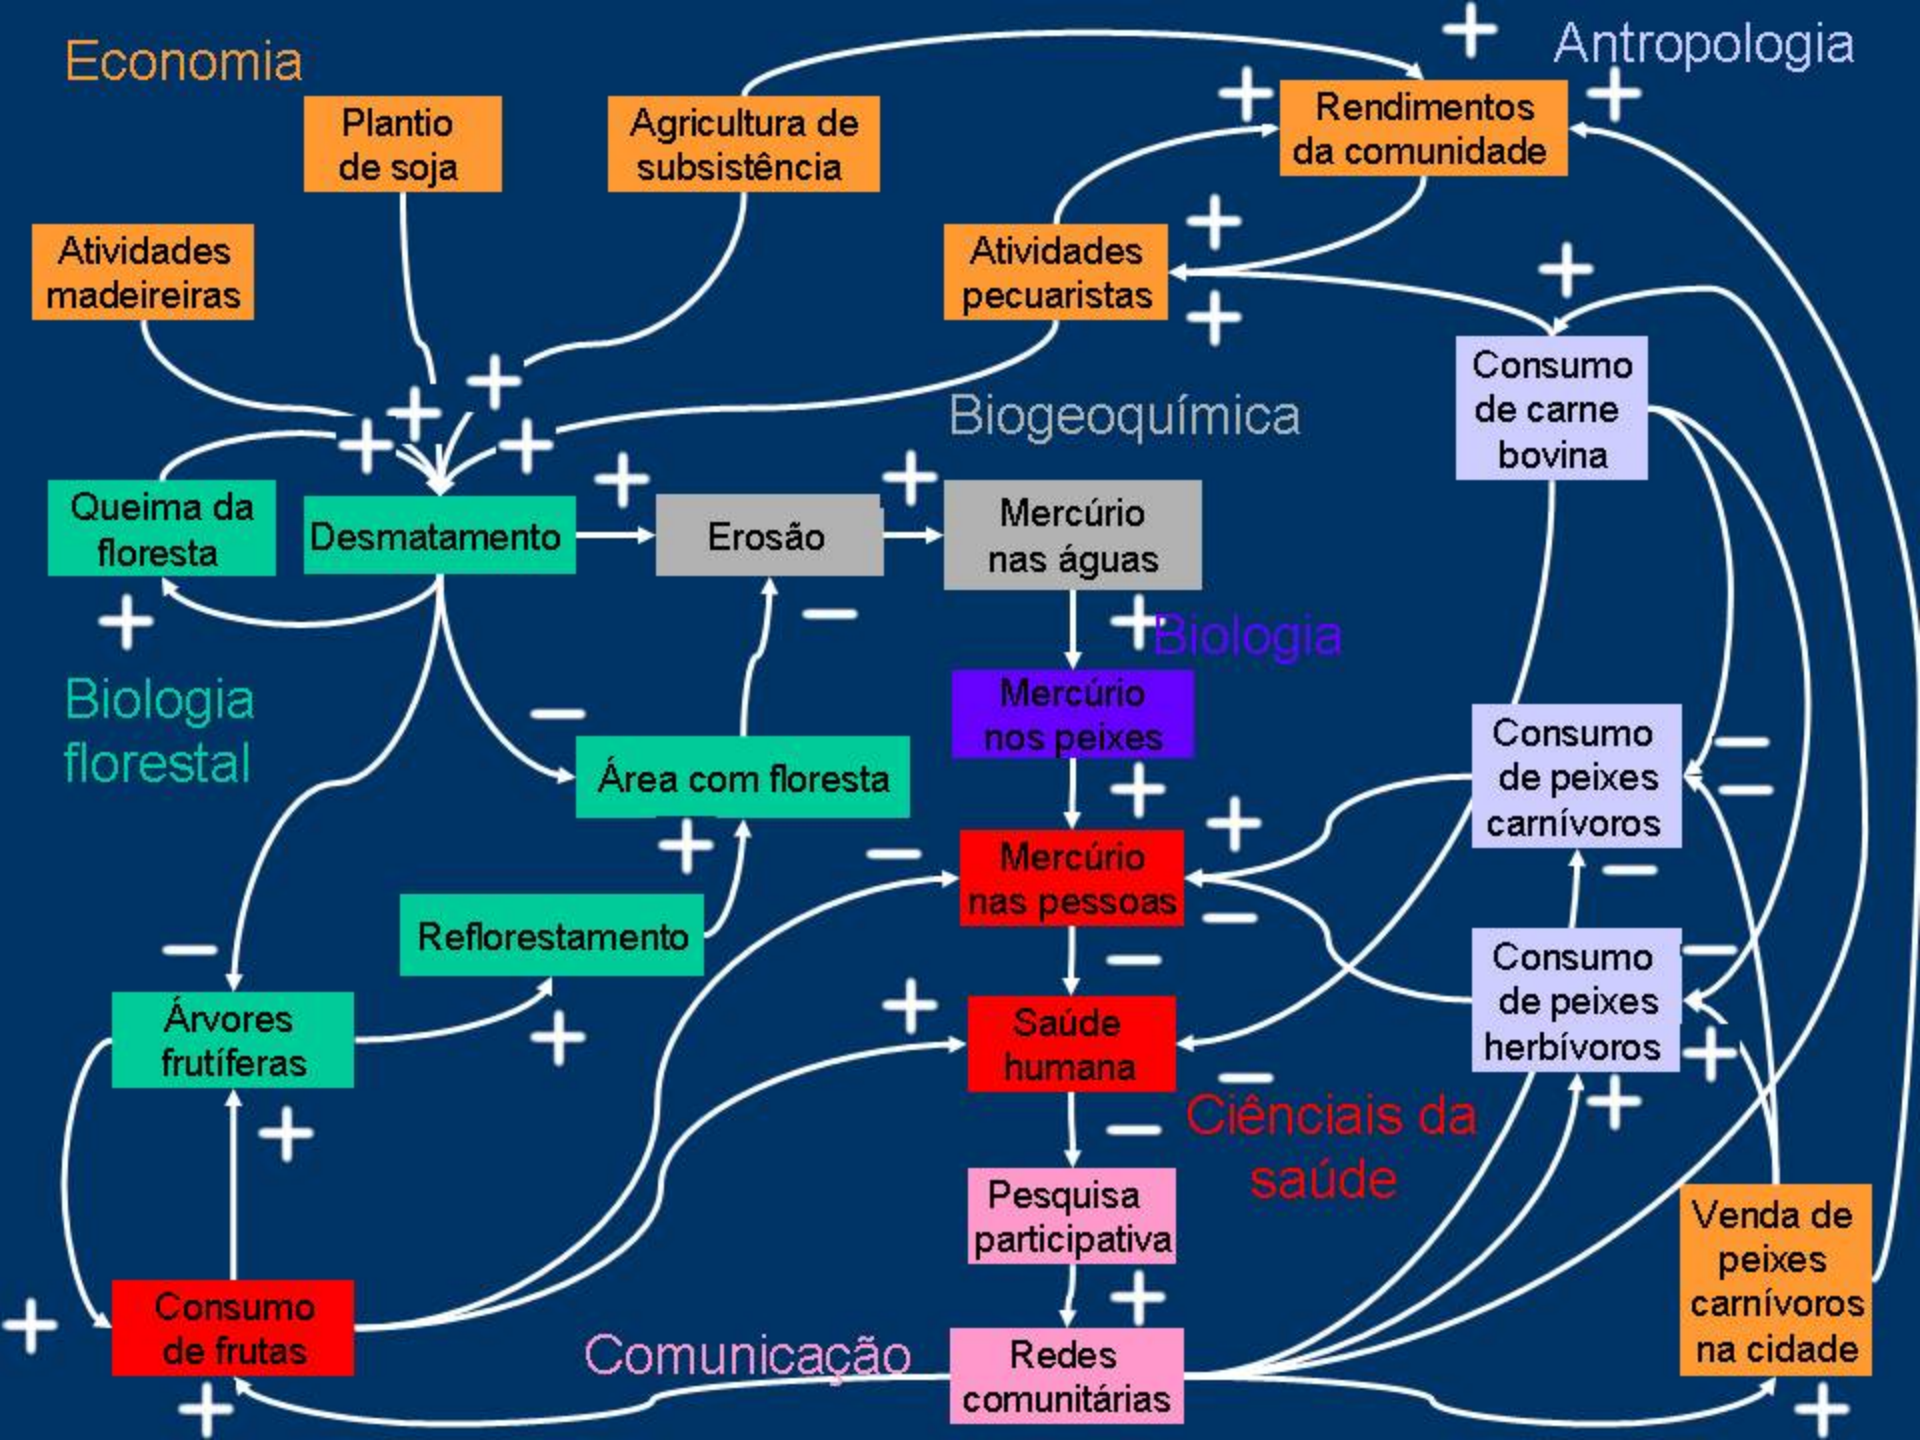 Economia
Antropologia
Plantio
de soja
Agricultura de
subsistência
Rendimentos
da comunidade
Atividades
madeireiras
Atividades
pecuaristas
Consumo
de carne
bovina
Biogeoquímica
Queima da
floresta
Desmatamento
Erosão
Mercúrio
nas águas
Biologia
Biologia
florestal
Mercúrio
nos peixes
Consumo
de peixes
carnívoros
Área com floresta
Mercúrio
nas pessoas
Reflorestamento
Consumo
de peixes
herbívoros
Árvores
frutíferas
Saúde
humana
Ciênciais da
saúde
Pesquisa
participativa
Venda de
peixes
carnívoros
na cidade
Consumo
de frutas
Comunicação
Redes
comunitárias